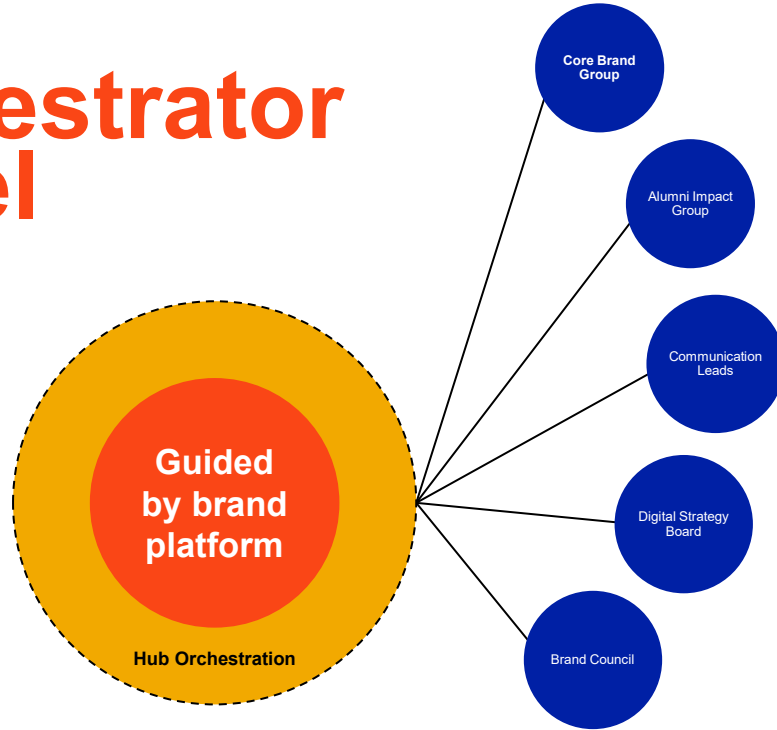 estrator
el
Core Brand
Group
Alumni Impact
Group
Communication
Leads
Guided
by brand
platform
Digital Strategy
Board
Hub Orchestration
Brand Council